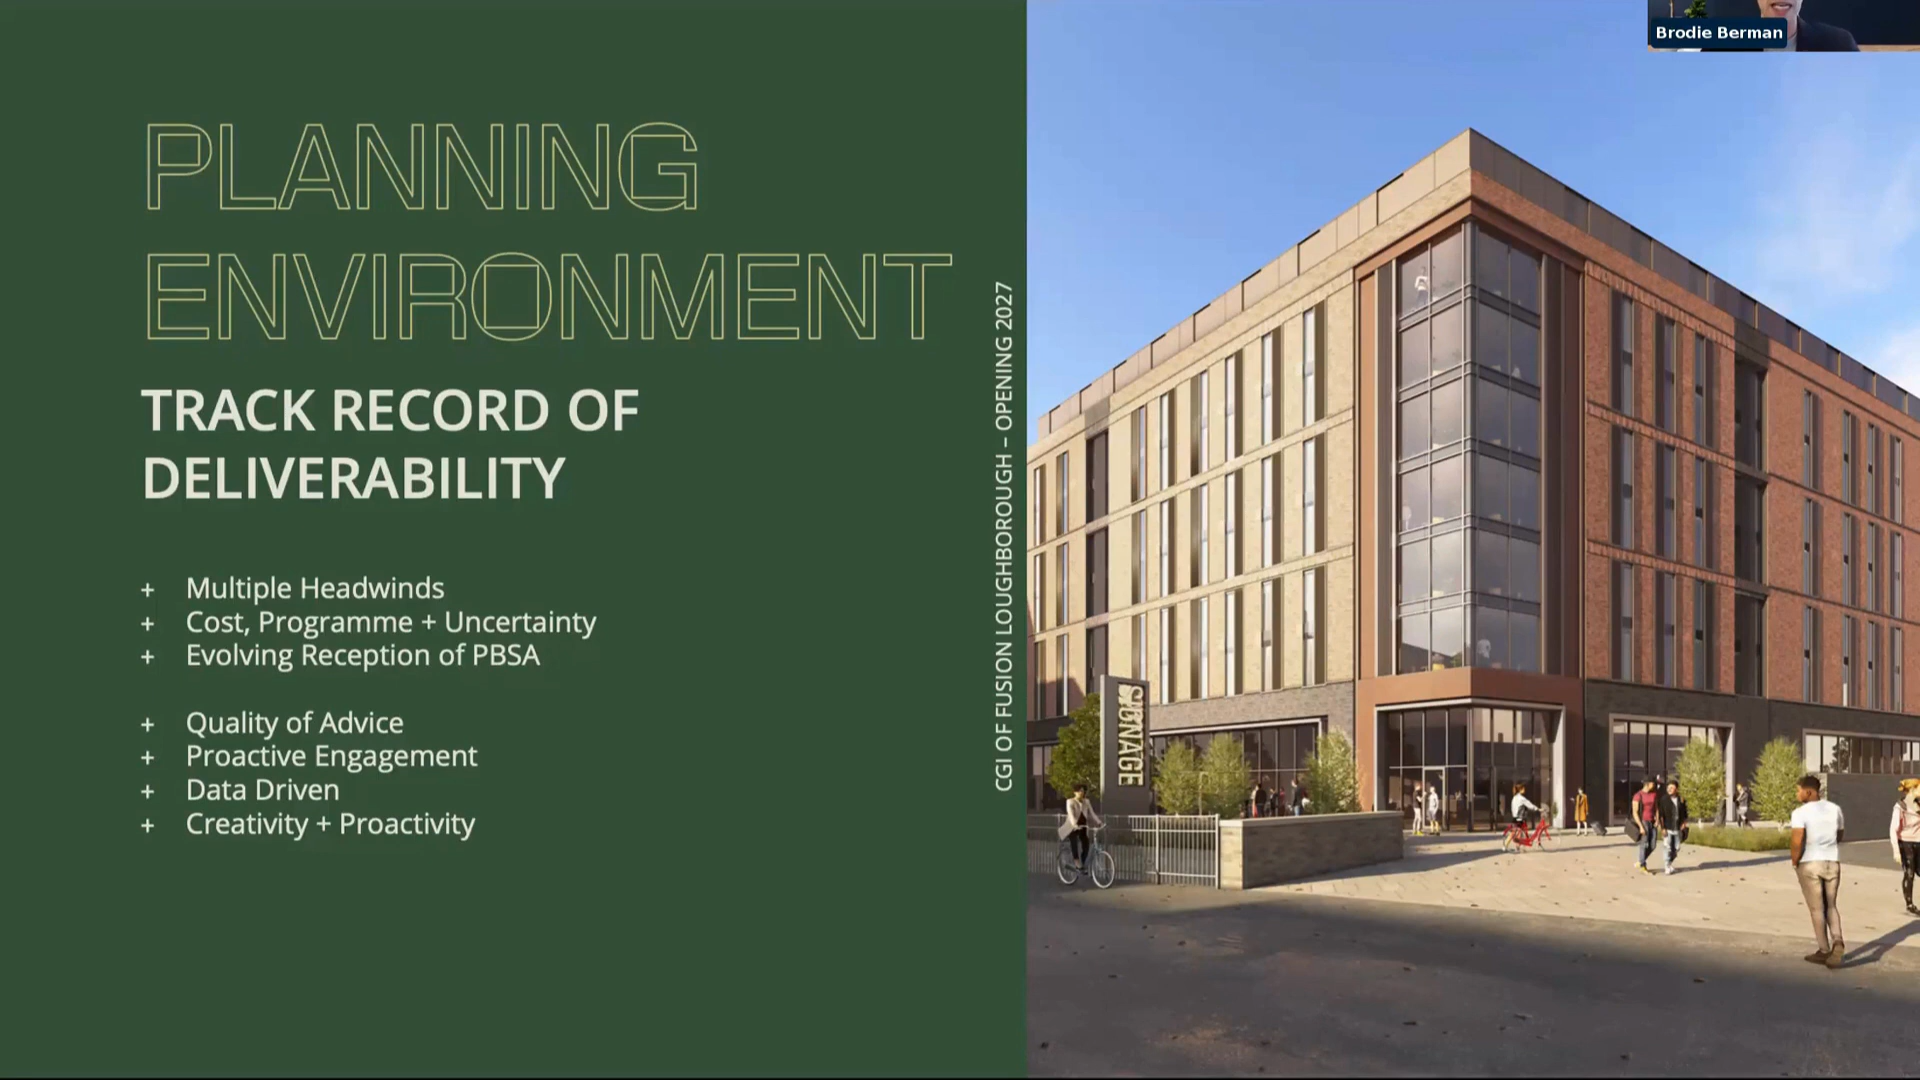 Brodie Berman
PLANNING
ENVIRONMENT
TRACK RECORD OF
DELIVERABILITY
+ Multiple Headwinds
+ Cost, Programme + Uncertainty
+ Evolving Reception of PBSA
+ Quality of Advice
+ Proactive Engagement
+ Data Driven
+ Creativity + Proactivity
CGI OF FUSION LOUGHBOROUGH – OPENING 2027
SIGNAGE